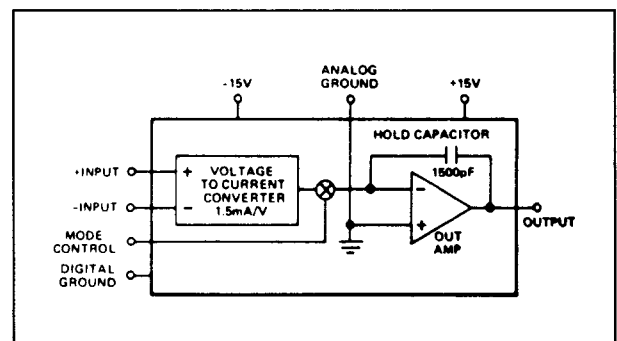 ANALOG
GROUND
-15V
+15V
HOLD CAPACITOR
1500pF
+INPUT
+
VOLTAGE
TO CURRENT
CONVERTER
1.5mA/V
-INPUT
−
−
+
OUT
AMP
OUTPUT
MODE
CONTROL
DIGITAL
GROUND